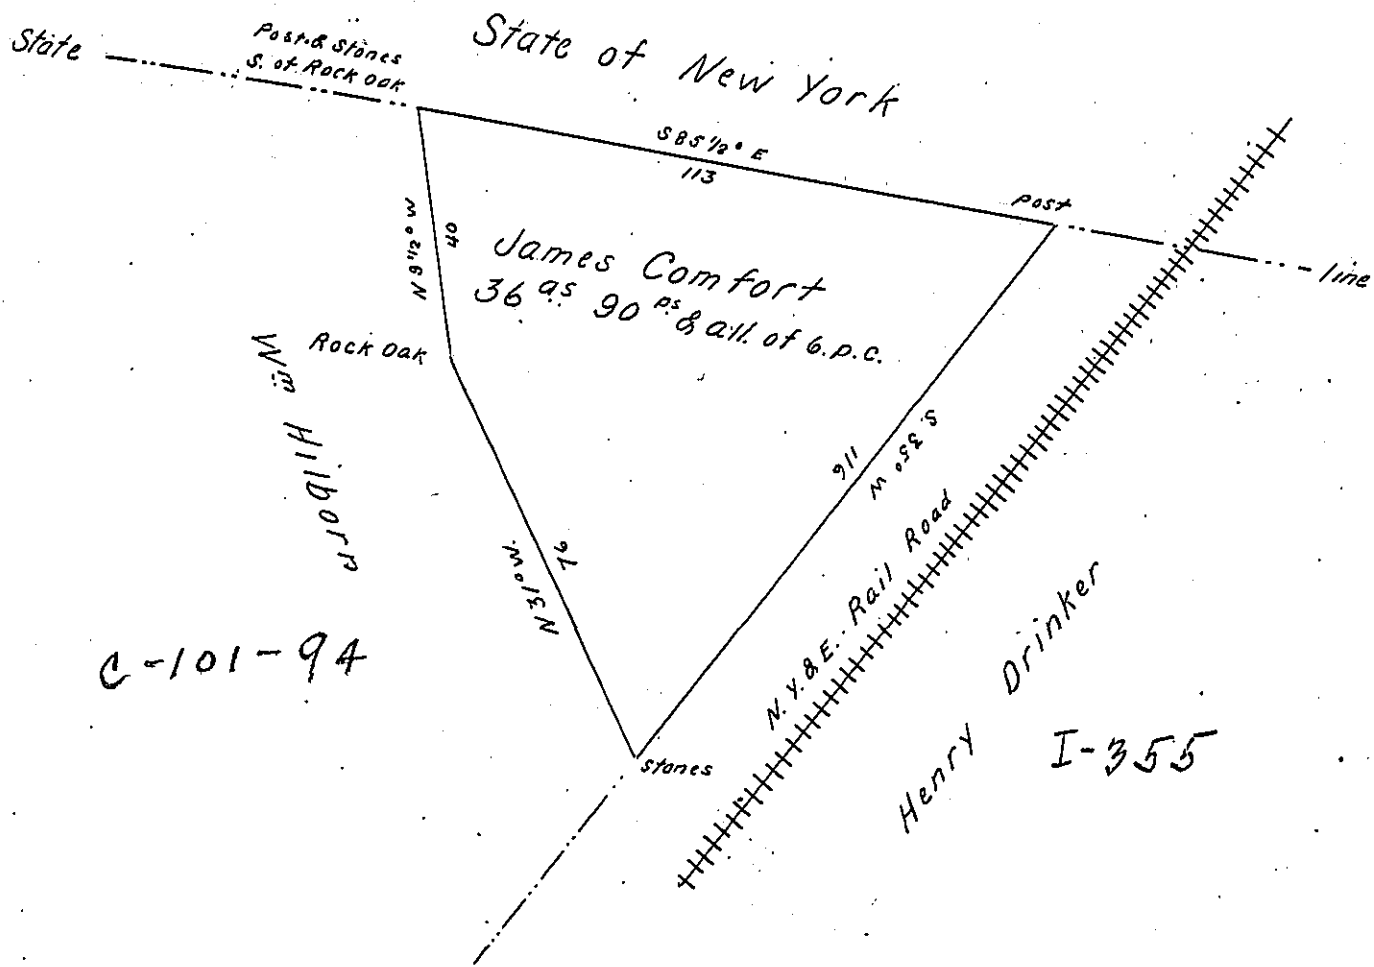 State
Post & Stones
S. of Rock Oak
State of New York
S 85 1/2° E
113
post
line
N 8 1/2° W
40
James Comfort
36 as 90 ps & all. of 6. p. c.
Rock Oak
Wm̈ Hilborn
S. 35° W
116
N 31° W.
76
C-101-94
N. Y. & E. Rail Road
Henry Drinker
I-355
stones